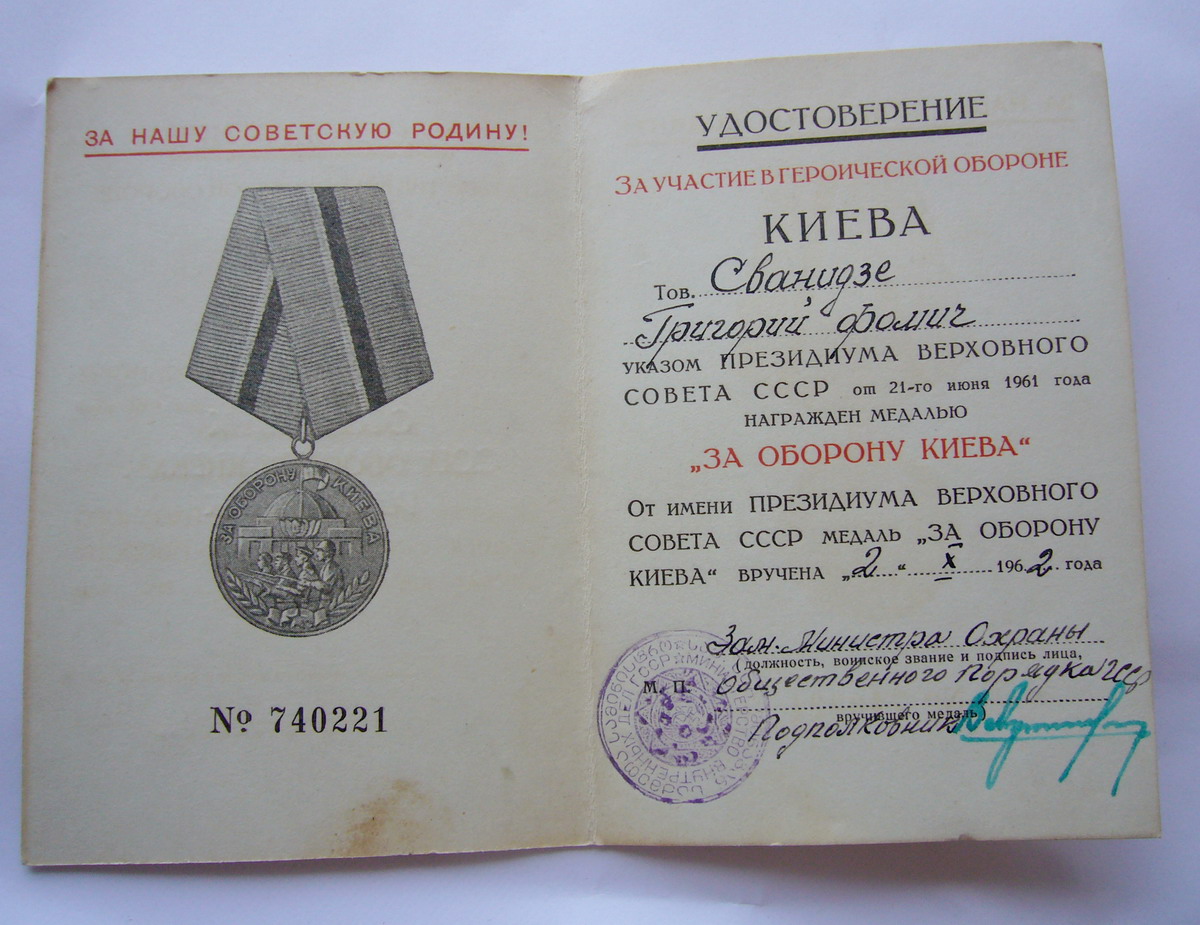 ЗА НАШУ СОВЕТСКУЮ РОДИНУ!
ЗА ОБОРОНУ КИЕВА
№ 740221
УДОСТОВЕРЕНИЕ
ЗА УЧАСТИЕ В ГЕРОИЧЕСКОЙ ОБОРОНЕ
КИЕВА
Тов. Сванидзе
Григорий Фомич
УКАЗОМ ПРЕЗИДИУМА ВЕРХОВНОГО
СОВЕТА СССР от 21-го июня 1961 года
НАГРАЖДЕН МЕДАЛЬЮ
„ЗА ОБОРОНУ КИЕВА“
От имени ПРЕЗИДИУМА ВЕРХОВНОГО
СОВЕТА СССР МЕДАЛЬ „ЗА ОБОРОНУ
КИЕВА“ ВРУЧЕНА „2“ X 1962 года
Зам. Министра Охраны
(должность, воинское звание и подпись лица,
М. П. Общественного Порядка ГССР
вручившего медаль)
Подполковник